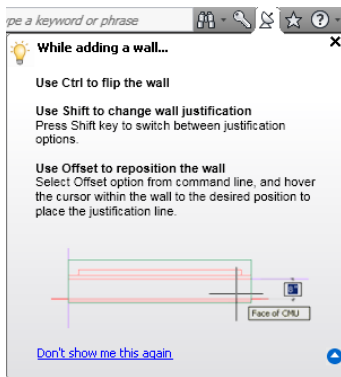 ype a keyword or phrase
While adding a wall...
Use Ctrl to flip the wall
Use Shift to change wall justification
Press Shift key to switch between justification
options.
Use Offset to reposition the wall
Select Offset option from command line, and hover
the cursor within the wall to the desired position to
place the justification line.
Face of CMU
Don't show me this again